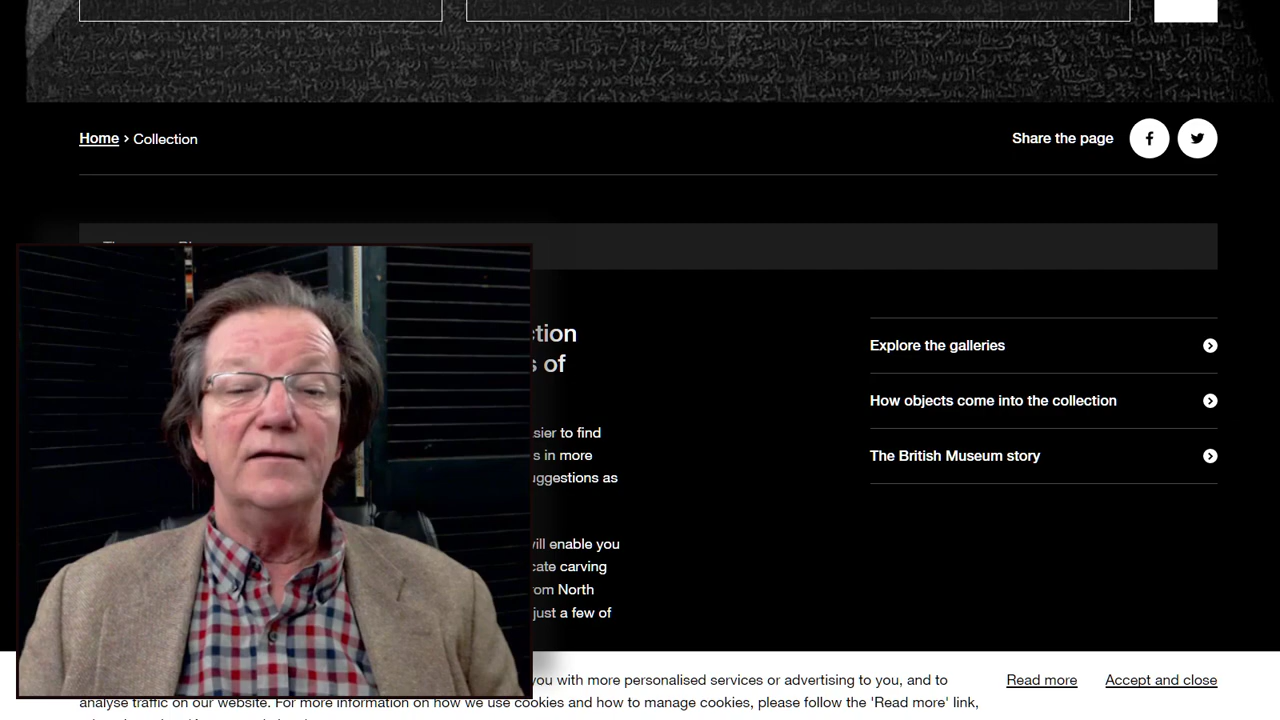 Home › Collection
Share the page
ction
s of
Explore the galleries
sier to find
How objects come into the collection
s in more
The British Museum story
uggestions as
ill enable you
cate carving
rom North
just a few of
you with more personalised services or advertising to you, and to
Read more
Accept and close
analyse traffic on our website. For more information on how we use cookies and how to manage cookies, please follow the 'Read more' link,